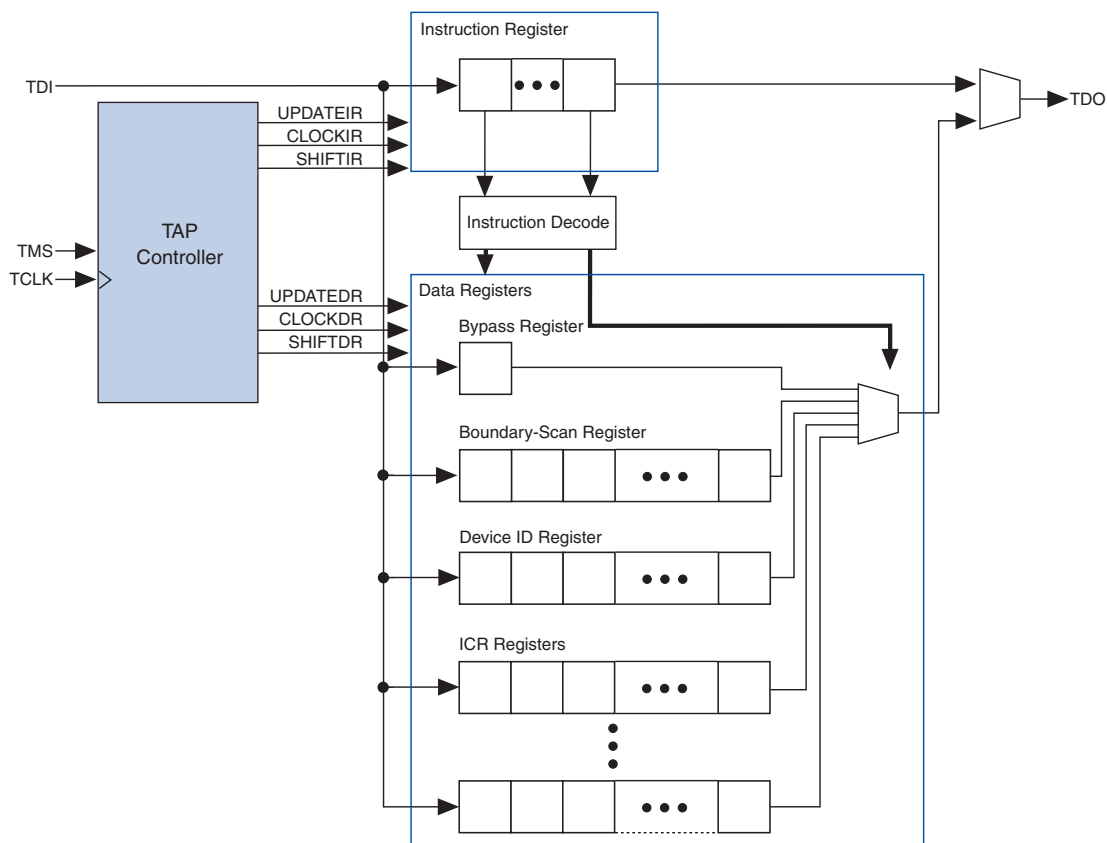 Instruction Register
TDI
TDO
UPDATEIR
CLOCKIR
SHIFTIR
TAP
Controller
TMS
TCLK
Instruction Decode
UPDATEDR
CLOCKDR
SHIFTDR
Data Registers
Bypass Register
Boundary-Scan Register
Device ID Register
ICR Registers